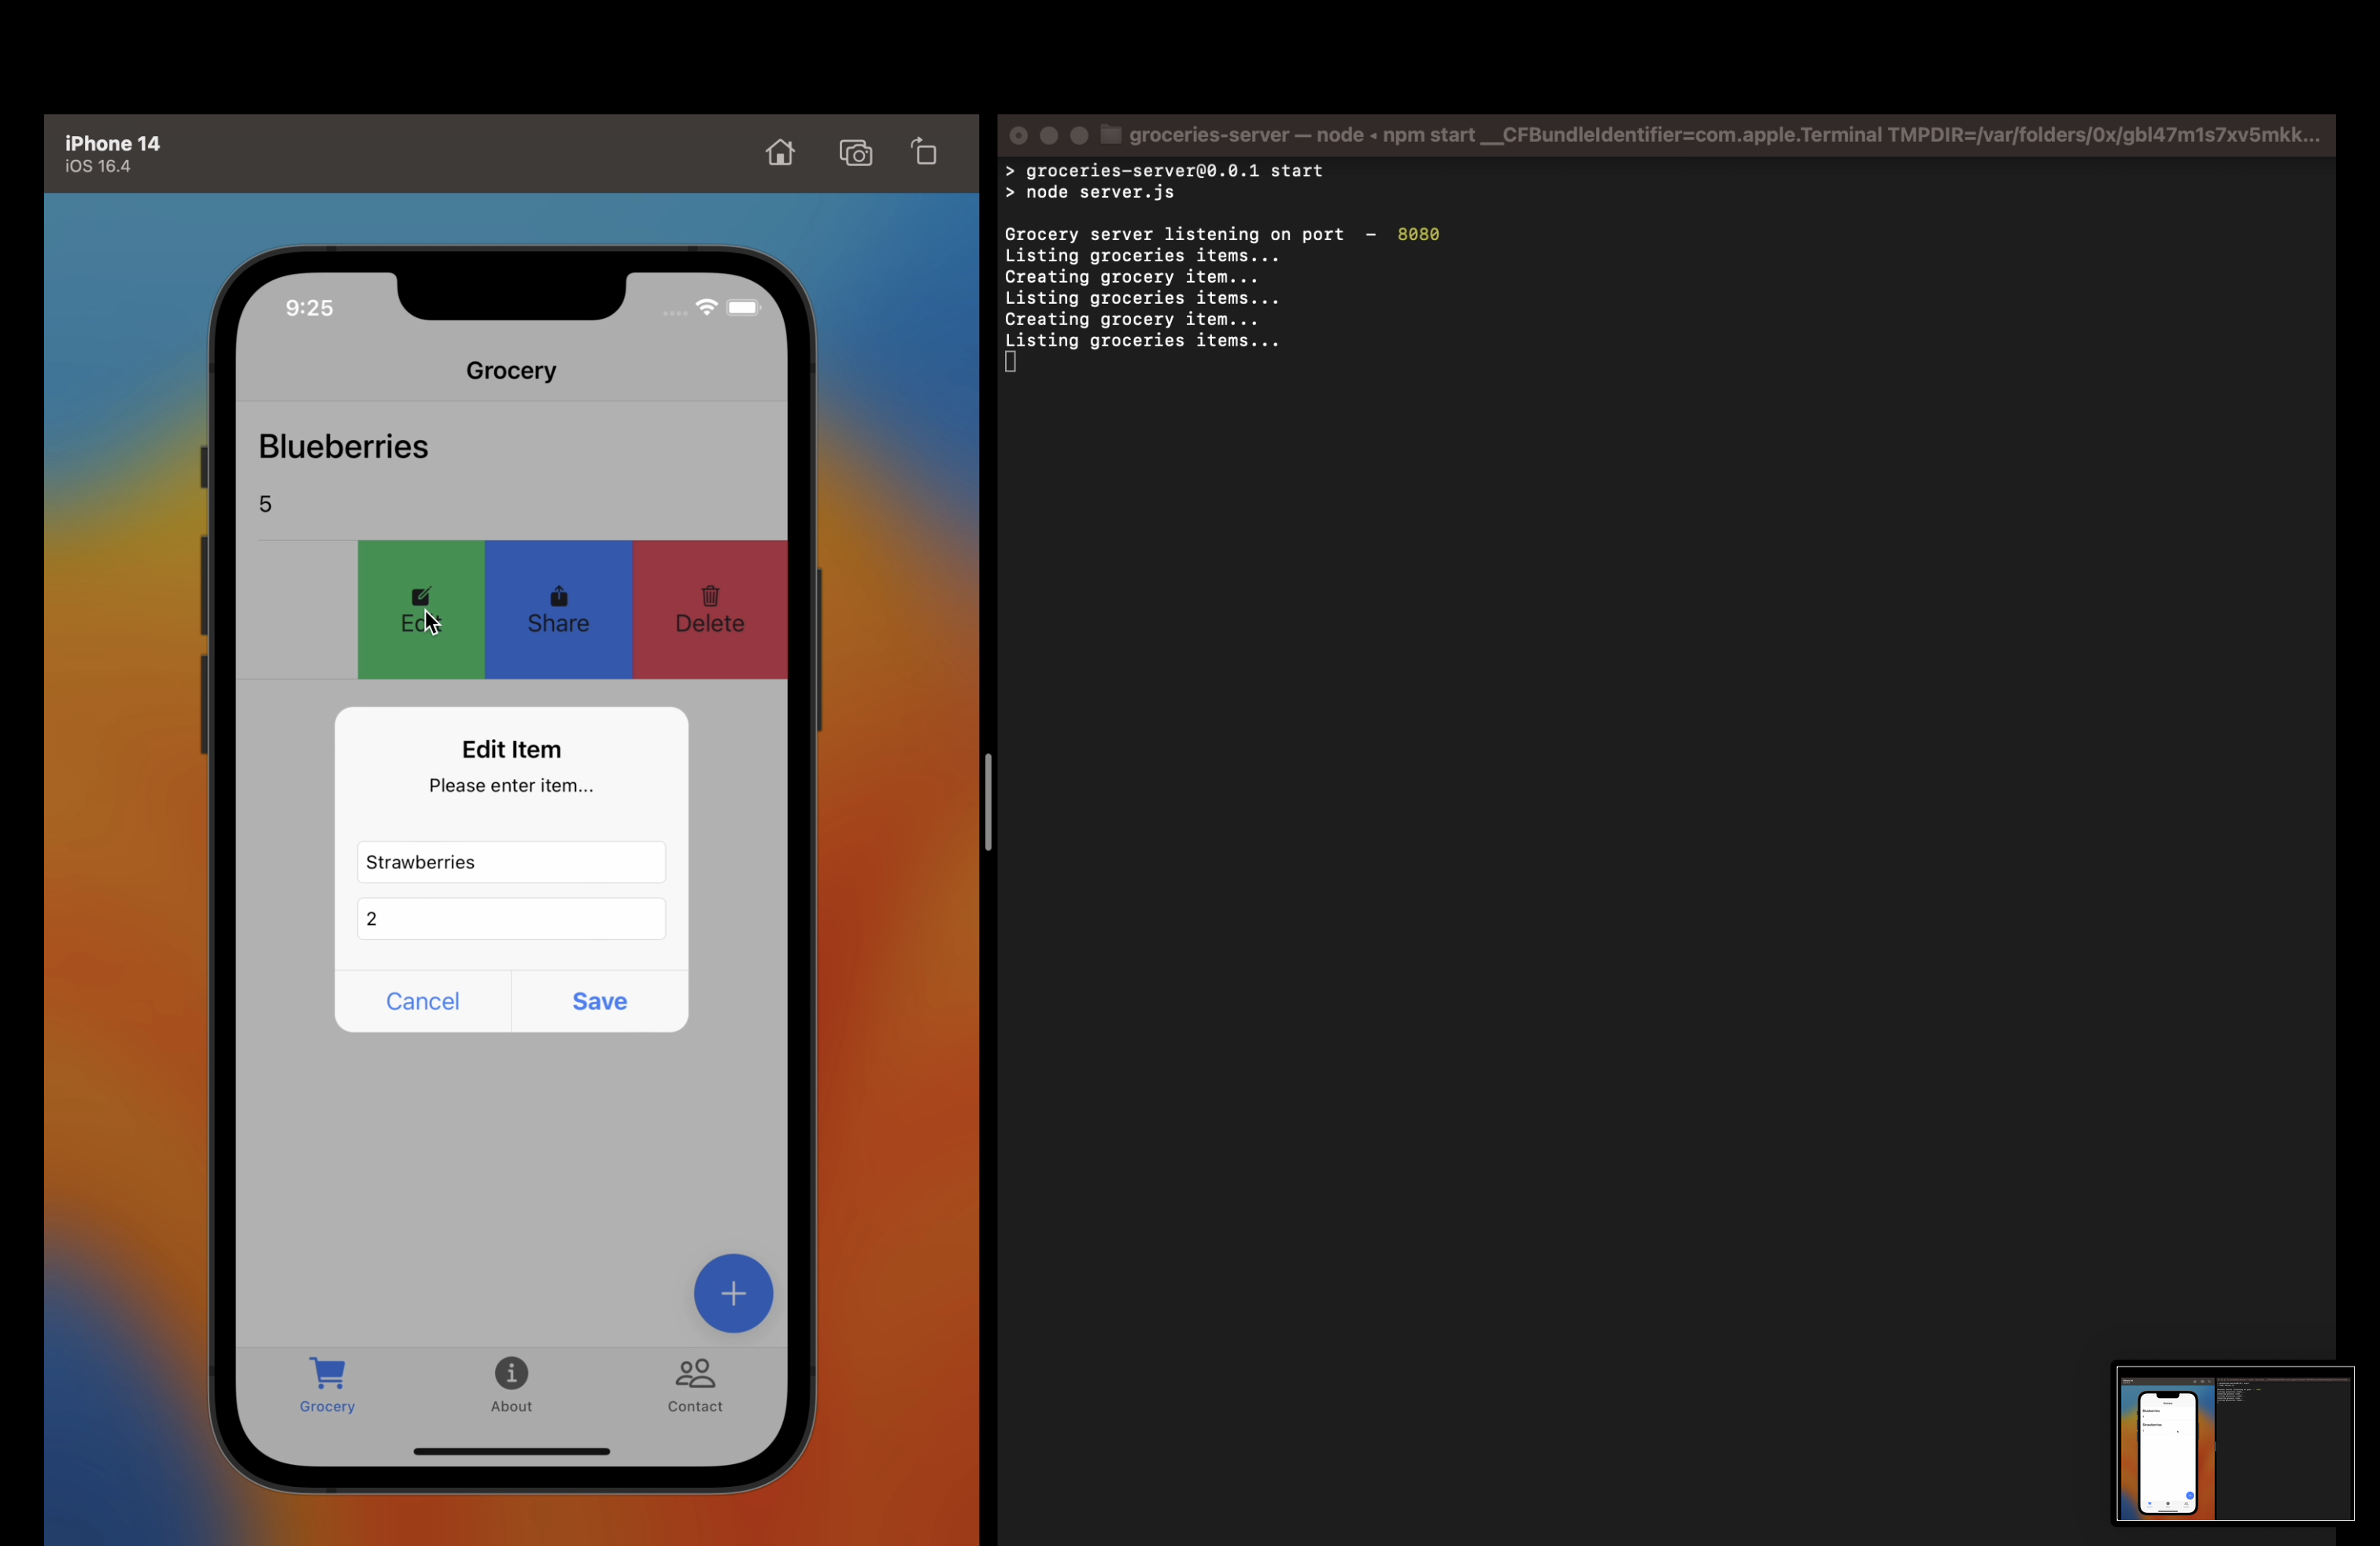 iPhone 14
iOS 16.4
9:25
Grocery
Blueberries
5
Edit
Share
Delete
Edit Item
Please enter item...
Strawberries
2
Cancel
Save
Grocery
About
Contact
groceries-server — node ◂ npm start __CFBundleIdentifier=com.apple.Terminal TMPDIR=/var/folders/0x/gbl47m1s7xv5mkk...
> groceries-server@0.0.1 start
> node server.js
Grocery server listening on port  -  8080
Listing groceries items...
Creating grocery item...
Listing groceries items...
Creating grocery item...
Listing groceries items...